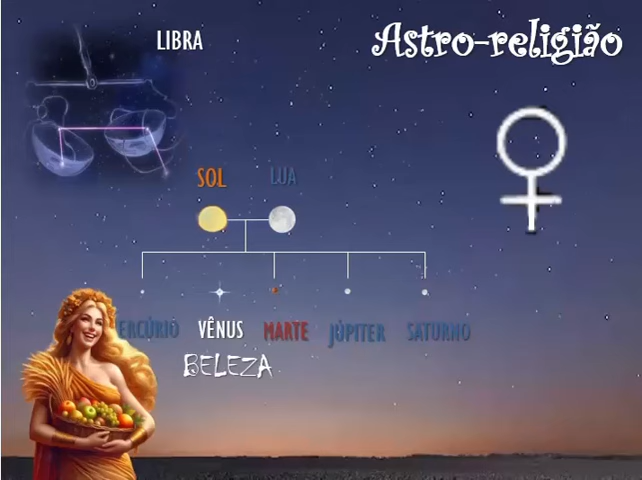 LIBRA
Astro-religião
SOL
LUA
ERCÚRIO VÊNUS MARTE JÚPITER SATURNO
BELEZA